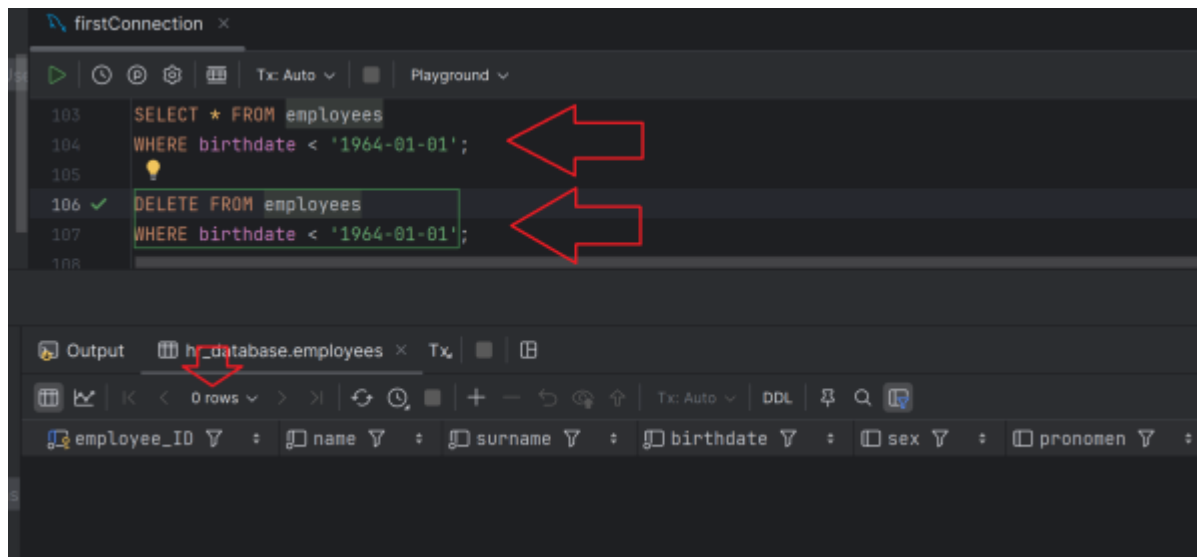 firstConnection
Tx: Auto
Playground
103 SELECT * FROM employees
104 WHERE birthdate < '1964-01-01';
105
106 DELETE FROM employees
107 WHERE birthdate < '1964-01-01';
108
Output
database.employees
Tx
0 rows
Tx: Auto
DDL
employee_ID
name
surname
birthdate
sex
pronomen